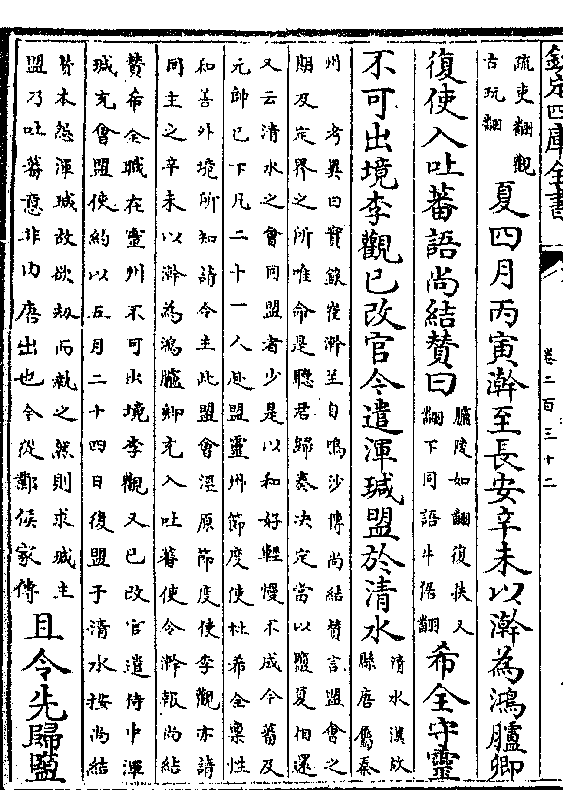 欽定四庫全書 卷二百三十二
疏吏翻觀
古玩翻
夏四月丙寅澣至長安辛未以澣為鴻臚卿
復使入吐蕃語尚結贊曰
臚陵如翻復扶又
翻下同語牛倨翻
希全守靈
不可出境李觀已改官今遣渾瑊盟於清水
清水漢故
縣唐屬秦
州 考異曰實錄崔澣至自鳴沙傳尚結贊言盟會之
期及定界之所唯命是聽君歸奏決定當以鹽夏相還
又云清水之會同盟者少是以和好輕慢不成今蕃及
元帥已下凡二十一人赴盟靈州節度使杜希全稟性
和善外境所知請令主此盟會涇原節度使李觀亦請
同主之辛未以澣為鴻臚卿充入吐蕃使令澣報尚結
贊希全職在靈州不可出境李觀又已改官遣侍中渾
瑊充會盟使約以五月二十四日復盟于清水按尚結
贊本怨渾瑊故欲劫而執之然則求瑊主
盟乃吐蕃意非由唐出也今從鄴侯家傳
且令先歸鹽